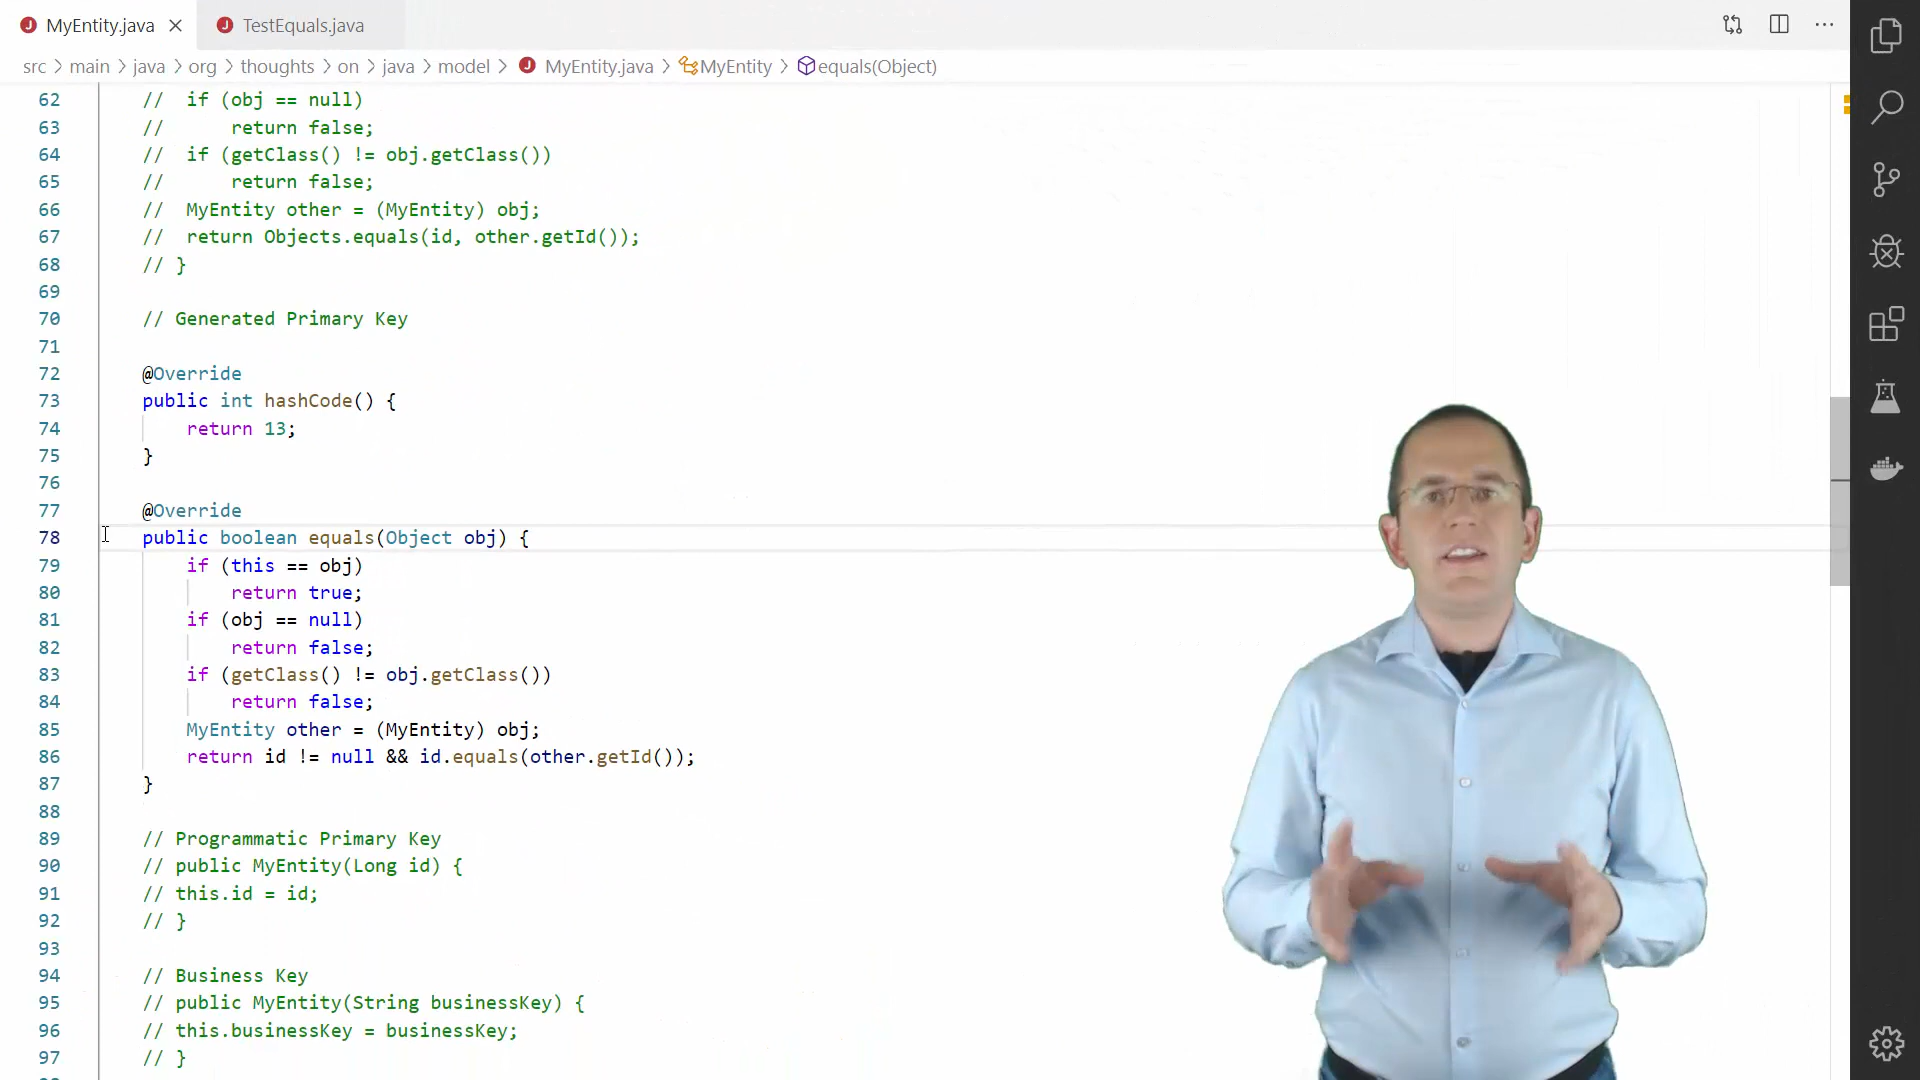 MyEntity.java
TestEquals.java
src > main > java > org > thoughts > on > java > model > MyEntity.java > MyEntity > equals(Object)
62 // if (obj == null)
63 // return false;
64 // if (getClass() != obj.getClass())
65 // return false;
66 // MyEntity other = (MyEntity) obj;
67 // return Objects.equals(id, other.getId());
68 // }
69
70 // Generated Primary Key
71
72 @Override
73 public int hashCode() {
74 return 13;
75 }
76
77 @Override
78 public boolean equals(Object obj) {
79 if (this == obj)
80 return true;
81 if (obj == null)
82 return false;
83 if (getClass() != obj.getClass())
84 return false;
85 MyEntity other = (MyEntity) obj;
86 return id != null && id.equals(other.getId());
87 }
88
89 // Programmatic Primary Key
90 // public MyEntity(Long id) {
91 // this.id = id;
92 // }
93
94 // Business Key
95 // public MyEntity(String businessKey) {
96 // this.businessKey = businessKey;
97 // }